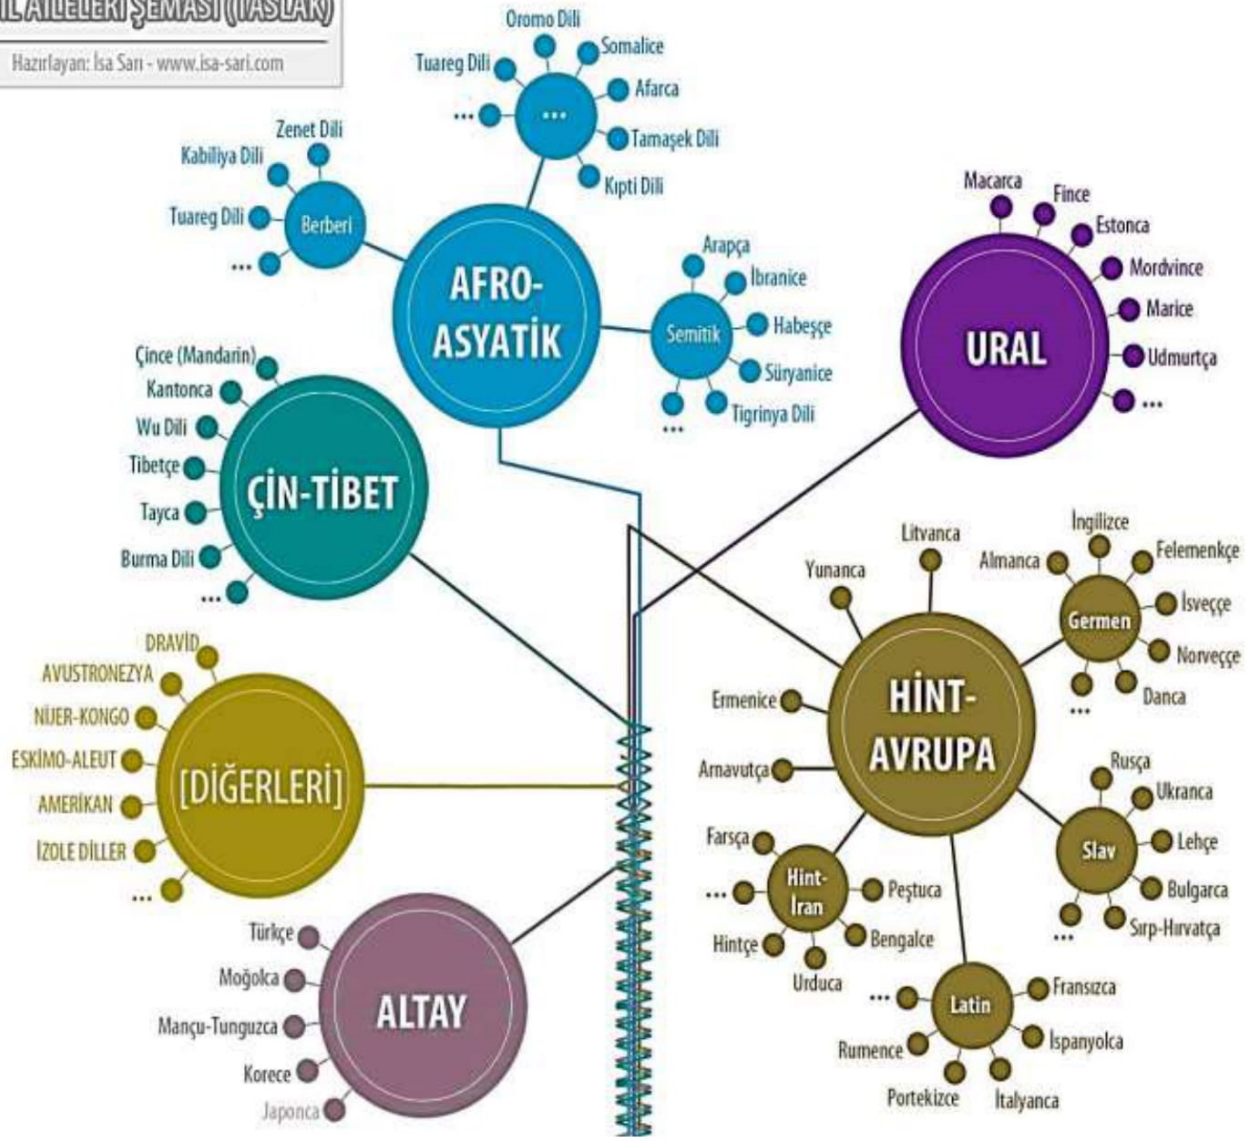 İL AİLELERİ ŞEMASI (TASLAK)
Hazırlayan: İsa Sarı - www.isa-sari.com
Oromo Dili
Somalice
Tuareg Dili
Afarca
...
...
Tamaşek Dili
Kıpti Dili
Zenet Dili
Kabiliya Dili
Tuareg Dili
Berberi
...
AFRO-
ASYATİK
Arapça
İbranice
Semitik
Habeşçe
Süryanice
Tigrinya Dili
...
Macarca
Fince
Estonca
Mordvince
Marice
Udmurtça
...
URAL
Çince (Mandarin)
Kantonca
Wu Dili
Tibetçe
Tayca
Burma Dili
...
ÇİN-TİBET
Litvanca
Yunanca
Ermenice
Arnavutça
HİNT-
AVRUPA
İngilizce
Almanca
Felemenkçe
Germen
İsveççe
Norveççe
Danca
...
DRAVİD
AVUSTRONEZYA
NİJER-KONGO
ESKİMO-ALEUT
AMERİKAN
İZOLE DİLLER
...
[DİĞERLERİ]
Rusça
Ukranca
Slav
Lehçe
Bulgarca
Sırp-Hırvatça
...
Farsça
Hint-
İran
...
Peştuca
Hintçe
Bengalce
Urduca
Türkçe
Moğolca
Mançu-Tunguzca
Korece
Japonca
ALTAY
...
Latin
Fransızca
İspanyolca
Rumence
Portekizce
İtalyanca